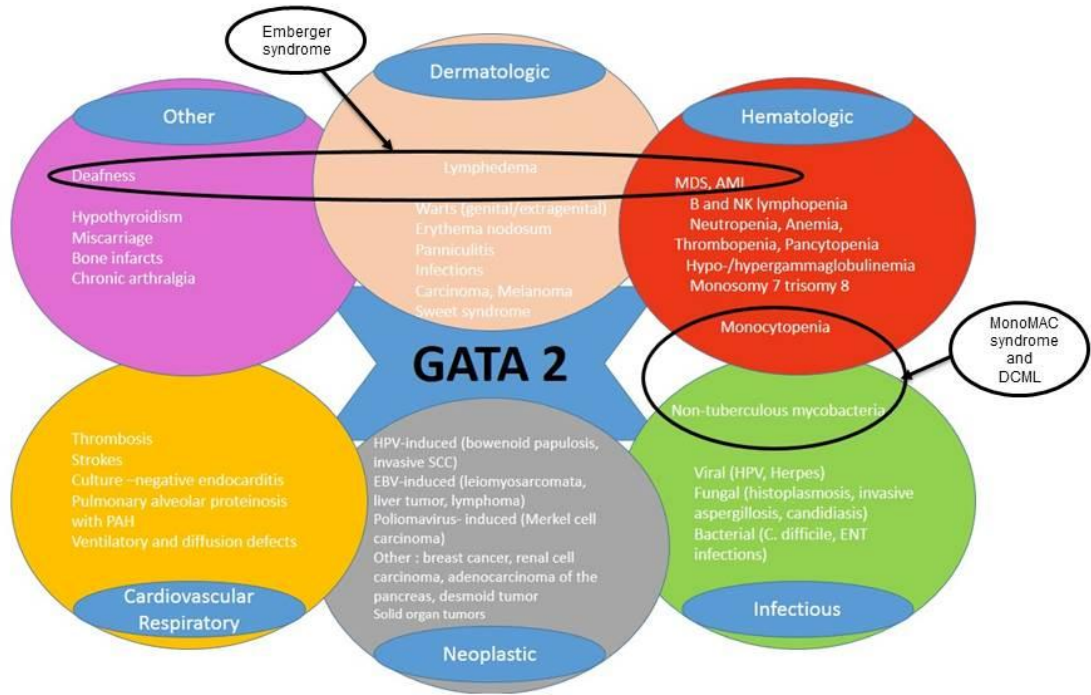 Emberger
syndrome
Other
Dermatologic
Hematologic
Deafness
Hypothyroidism
Miscarriage
Bone infarcts
Chronic arthralgia
Lymphedema
Warts (genital/extragenital)
Erythema nodosum
Panniculitis
Infections
Carcinoma, Melanoma
Sweet syndrome
MDS, AMI
B and NK lymphopenia
Neutropenia, Anemia,
Thrombopenia, Pancytopenia
Hypo-/hypergammaglobulinemia
Monosomy 7 trisomy 8
Monocytopenia
MonoMAC
syndrome
and
DCML
GATA 2
Thrombosis
Strokes
Culture –negative endocarditis
Pulmonary alveolar proteinosis
with PAH
Ventilatory and diffusion defects
Cardiovascular
Respiratory
HPV-induced (bowenoid papulosis,
invasive SCC)
EBV-induced (leiomyosarcomata,
liver tumor, lymphoma)
Poliomavirus- induced (Merkel cell
carcinoma)
Other : breast cancer, renal cell
carcinoma, adenocarcinoma of the
pancreas, desmoid tumor
Solid organ tumors
Neoplastic
Non-tuberculous mycobacteria
Viral (HPV, Herpes)
Fungal (histoplasmosis, invasive
aspergillosis, candidiasis)
Bacterial (C. difficile, ENT
infections)
Infectious